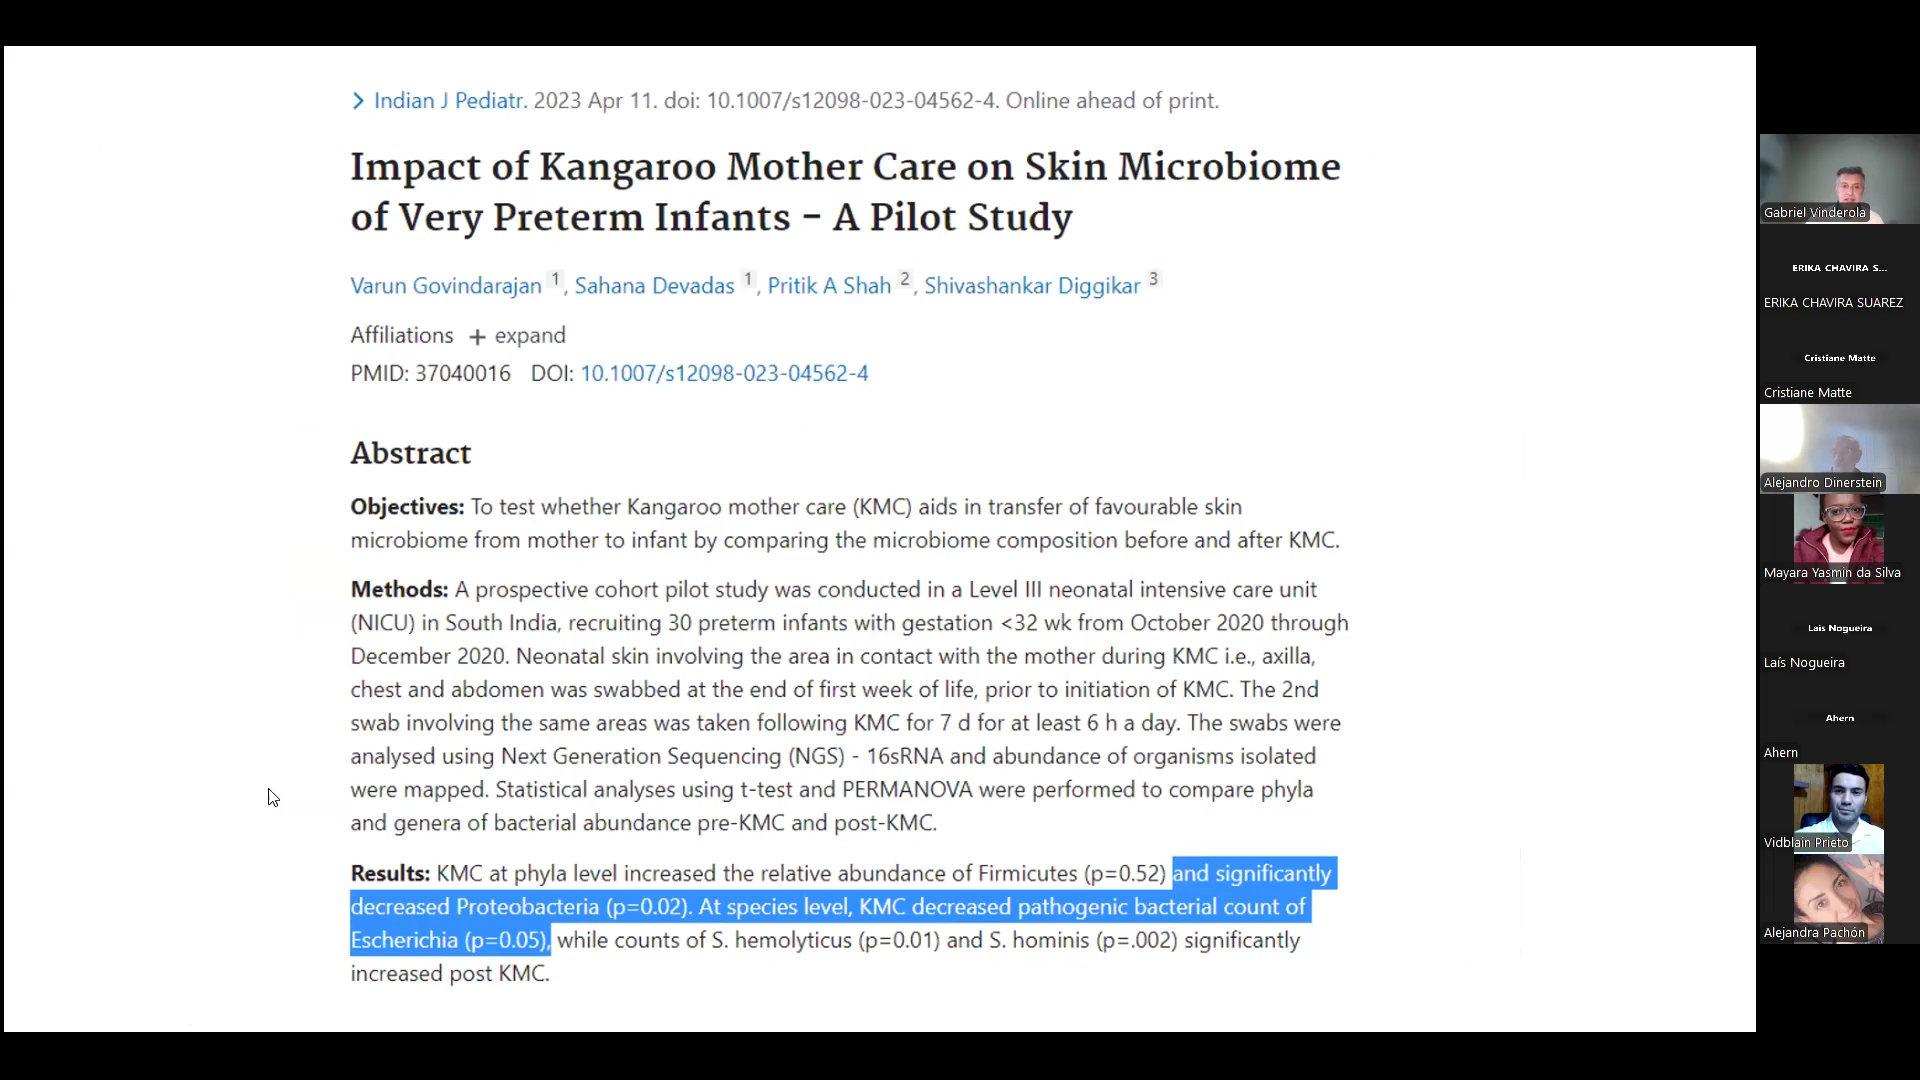 Indian J Pediatr. 2023 Apr 11. doi: 10.1007/s12098-023-04562-4. Online ahead of print.
Impact of Kangaroo Mother Care on Skin Microbiome
of Very Preterm Infants - A Pilot Study
Varun Govindarajan 1, Sahana Devadas 1, Pritik A Shah 2, Shivashankar Diggikar 3
Affiliations + expand
PMID: 37040016 DOI: 10.1007/s12098-023-04562-4
Abstract
Objectives: To test whether Kangaroo mother care (KMC) aids in transfer of favourable skin
microbiome from mother to infant by comparing the microbiome composition before and after KMC.
Methods: A prospective cohort pilot study was conducted in a Level III neonatal intensive care unit
(NICU) in South India, recruiting 30 preterm infants with gestation <32 wk from October 2020 through
December 2020. Neonatal skin involving the area in contact with the mother during KMC i.e., axilla,
chest and abdomen was swabbed at the end of first week of life, prior to initiation of KMC. The 2nd
swab involving the same areas was taken following KMC for 7 d for at least 6 h a day. The swabs were
analysed using Next Generation Sequencing (NGS) - 16sRNA and abundance of organisms isolated
were mapped. Statistical analyses using t-test and PERMANOVA were performed to compare phyla
and genera of bacterial abundance pre-KMC and post-KMC.
Results: KMC at phyla level increased the relative abundance of Firmicutes (p=0.52) and significantly
decreased Proteobacteria (p=0.02). At species level, KMC decreased pathogenic bacterial count of
Escherichia (p=0.05), while counts of S. hemolyticus (p=0.01) and S. hominis (p=.002) significantly
increased post KMC.
Gabriel Vinderola
ERIKA CHAVIRA S...
ERIKA CHAVIRA SUAREZ
Cristiane Matte
Cristiane Matte
Alejandro Dinerstein
Mayara Yasmin da Silva
Laís Nogueira
Laís Nogueira
Ahern
Ahern
Vidblain Prieto
Alejandra Pachón